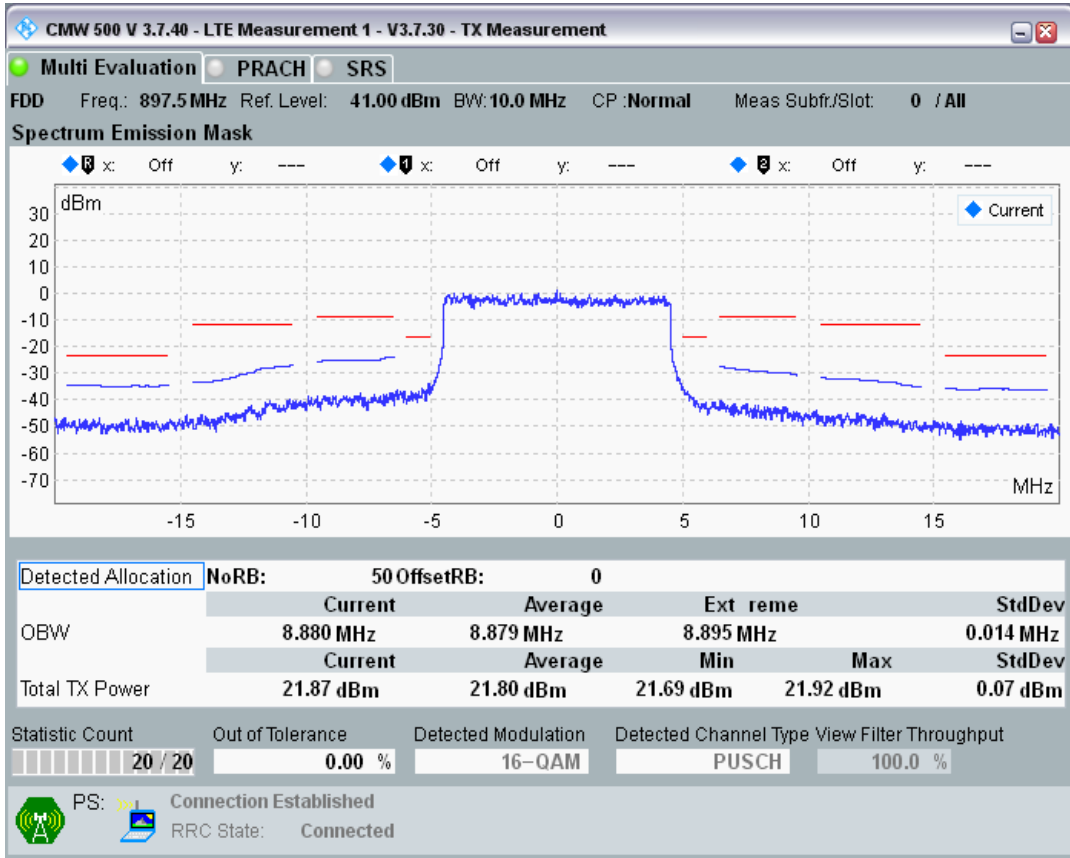 CMW 500 V 3.7.40 - LTE Measurement 1 - V3.7.30 - TX Measurement
Multi Evaluation PRACH SRS
FDD Freq.: 897.5 MHz Ref. Level: 41.00 dBm BW: 10.0 MHz CP :Normal Meas Subfr./Slot: 0 / All
Spectrum Emission Mask
R x: Off y: --- 1 x: Off y: --- 2 x: Off y: ---
dBm
Current
30
20
10
0
-10
-20
-30
-40
-50
-60
-70
MHz
-15 -10 -5 0 5 10 15
Detected Allocation NoRB: 50 OffsetRB: 0
Current Average Ext reme StdDev
OBW 8.880 MHz 8.879 MHz 8.895 MHz 0.014 MHz
Current Average Min Max StdDev
Total TX Power 21.87 dBm 21.80 dBm 21.69 dBm 21.92 dBm 0.07 dBm
Statistic Count Out of Tolerance Detected Modulation Detected Channel Type View Filter Throughput
20 / 20 0.00 % 16-QAM PUSCH 100.0 %
PS: Connection Established
RRC State: Connected